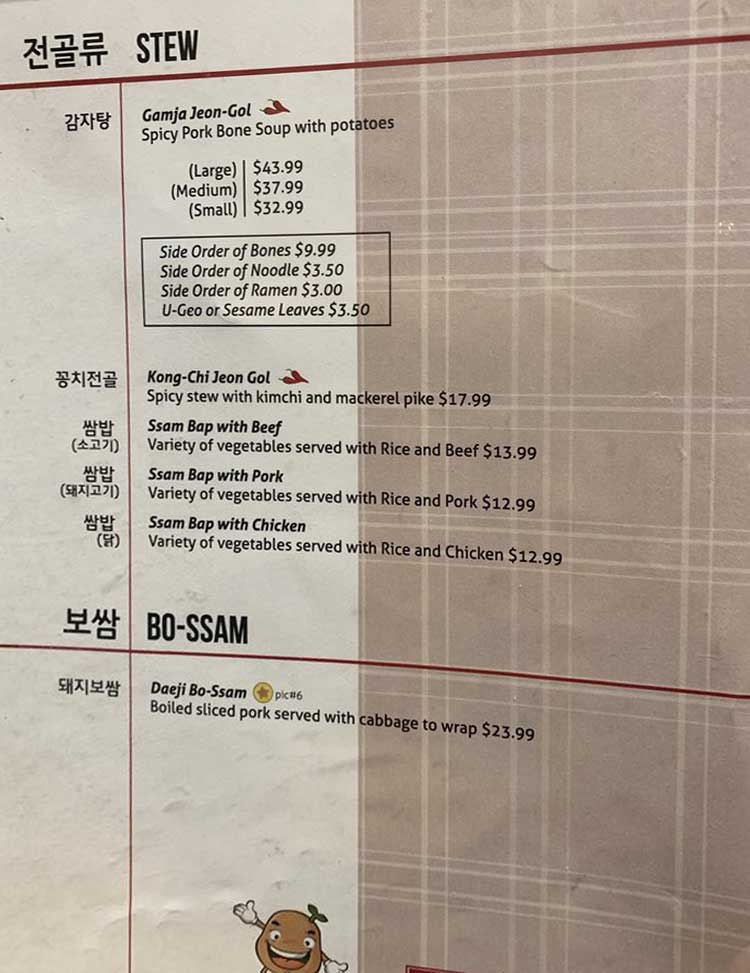 전골류 STEW
감자탕 Gamja Jeon-Gol
Spicy Pork Bone Soup with potatoes
(Large) $43.99
(Medium) $37.99
(Small) $32.99
Side Order of Bones $9.99
Side Order of Noodle $3.50
Side Order of Ramen $3.00
U-Geo or Sesame Leaves $3.50
꽁치전골 Kong-Chi Jeon Gol
Spicy stew with kimchi and mackerel pike $17.99
쌈밥 Ssam Bap with Beef
(소고기) Variety of vegetables served with Rice and Beef $13.99
쌈밥 Ssam Bap with Pork
(돼지고기) Variety of vegetables served with Rice and Pork $12.99
쌈밥 Ssam Bap with Chicken
(닭) Variety of vegetables served with Rice and Chicken $12.99
보쌈 BO-SSAM
돼지보쌈 Daeji Bo-Ssam pic#6
Boiled sliced pork served with cabbage to wrap $23.99